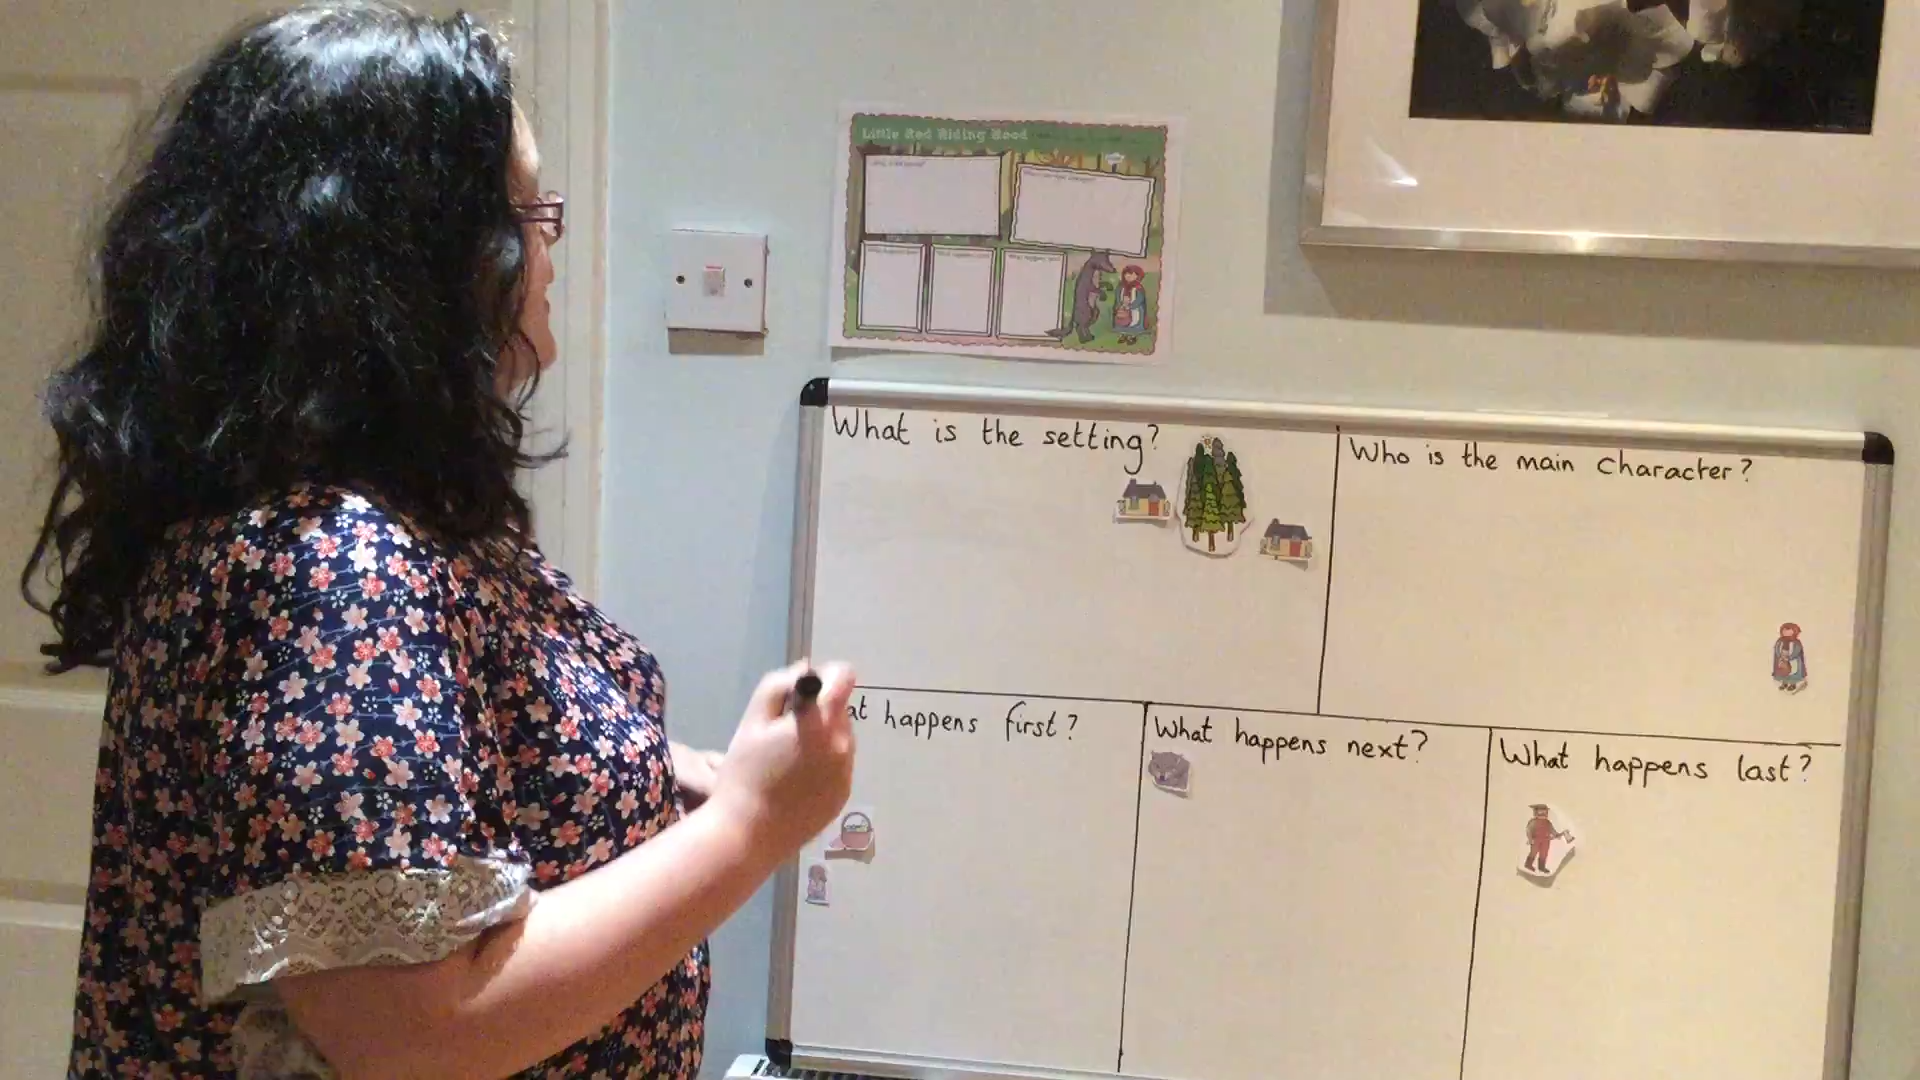 Little Red Riding Hood
What is the setting?
Who is the main character?
at happens first?
What happens next?
What happens last?